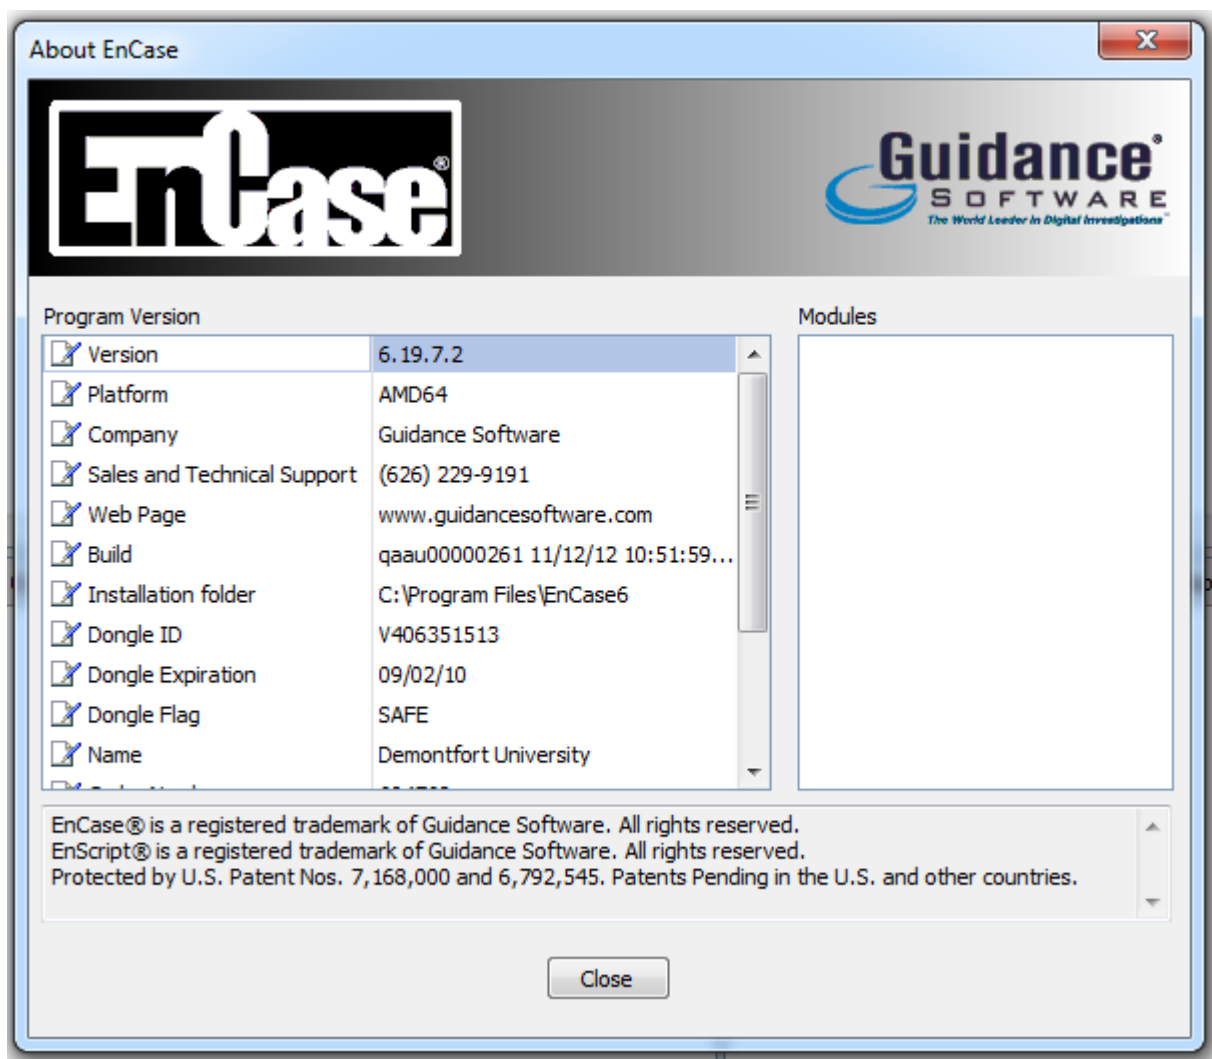 About EnCase
EnCase®
Guidance®
SOFTWARE
The World Leader in Digital Investigations™
Program Version
Modules
Version 6.19.7.2
Platform AMD64
Company Guidance Software
Sales and Technical Support (626) 229-9191
Web Page www.guidancesoftware.com
Build qaau00000261 11/12/12 10:51:59...
Installation folder C:\Program Files\EnCase6
Dongle ID V406351513
Dongle Expiration 09/02/10
Dongle Flag SAFE
Name Demontfort University
EnCase® is a registered trademark of Guidance Software. All rights reserved.
EnScript® is a registered trademark of Guidance Software. All rights reserved.
Protected by U.S. Patent Nos. 7,168,000 and 6,792,545. Patents Pending in the U.S. and other countries.
Close